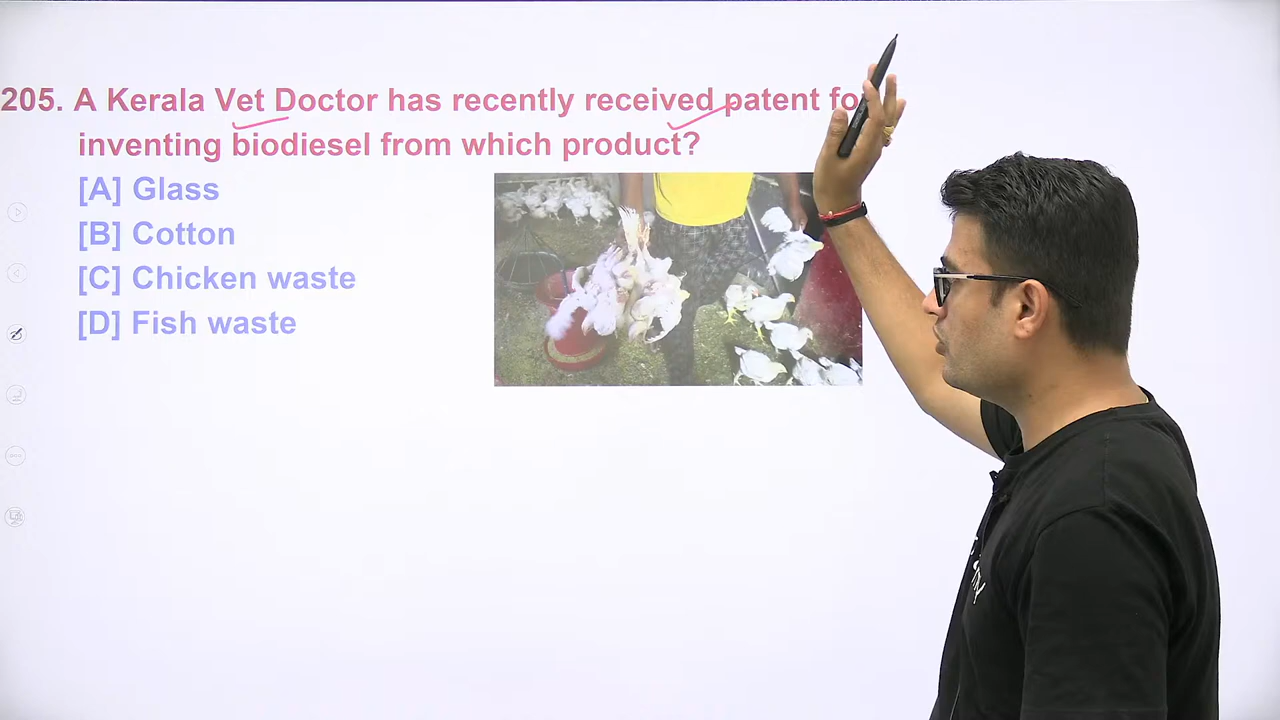 205. A Kerala Vet Doctor has recently received patent fo
inventing biodiesel from which product?
[A] Glass
[B] Cotton
[C] Chicken waste
[D] Fish waste